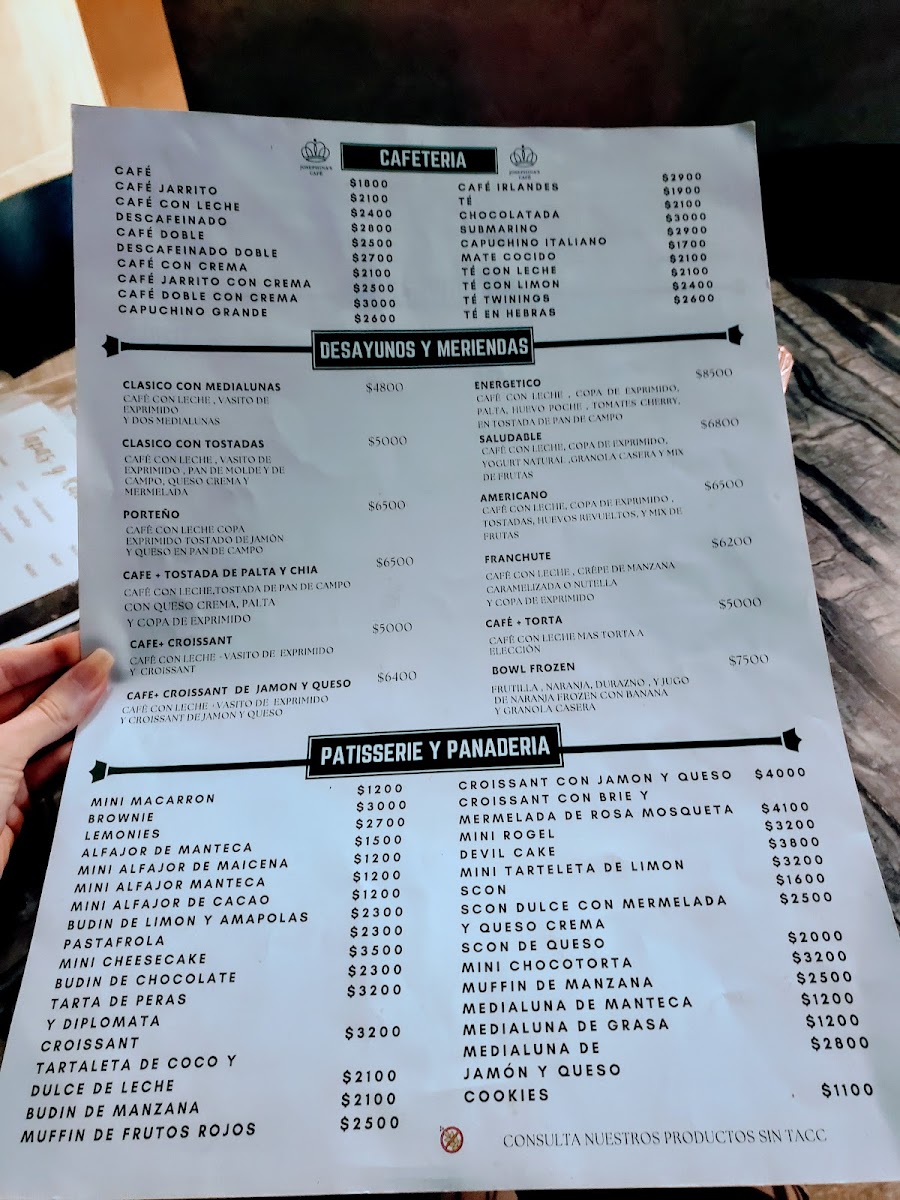 JOSEPHINA'S
CAFÉ
CAFETERIA
JOSEPHINA'S
CAFÉ
CAFÉ $1800
CAFÉ JARRITO $2100
CAFÉ CON LECHE $2400
DESCAFEINADO $2800
CAFÉ DOBLE $2500
DESCAFEINADO DOBLE $2700
CAFÉ CON CREMA $2100
CAFÉ JARRITO CON CREMA $2500
CAFÉ DOBLE CON CREMA $3000
CAPUCHINO GRANDE $2600
CAFÉ IRLANDES $2900
TÉ $1900
CHOCOLATADA $2100
SUBMARINO $3000
CAPUCHINO ITALIANO $2900
MATE COCIDO $1700
TÉ CON LECHE $2100
TÉ CON LIMON $2100
TÉ TWININGS $2400
TÉ EN HEBRAS $2600
DESAYUNOS Y MERIENDAS
CLASICO CON MEDIALUNAS $4800
CAFÉ CON LECHE , VASITO DE
EXPRIMIDO
Y DOS MEDIALUNAS
CLASICO CON TOSTADAS $5000
CAFÉ CON LECHE , VASITO DE
EXPRIMIDO , PAN DE MOLDE Y DE
CAMPO, QUESO CREMA Y
MERMELADA
PORTEÑO $6500
CAFÉ CON LECHE COPA
EXPRIMIDO TOSTADO DE JAMÓN
Y QUESO EN PAN DE CAMPO
CAFE + TOSTADA DE PALTA Y CHIA $6500
CAFÉ CON LECHE,TOSTADA DE PAN DE CAMPO
CON QUESO CREMA, PALTA
Y COPA DE EXPRIMIDO
CAFE+ CROISSANT $5000
CAFÉ CON LECHE + VASITO DE EXPRIMIDO
Y CROISSANT
CAFE+ CROISSANT DE JAMON Y QUESO $6400
CAFÉ CON LECHE + VASITO DE EXPRIMIDO
Y CROISSANT DE JAMON Y QUESO
ENERGETICO $8500
CAFÉ CON LECHE , COPA DE EXPRIMIDO,
PALTA, HUEVO POCHE , TOMATES CHERRY,
EN TOSTADA DE PAN DE CAMPO
SALUDABLE $6800
CAFÉ CON LECHE, COPA DE EXPRIMIDO,
YOGURT NATURAL ,GRANOLA CASERA Y MIX
DE FRUTAS
AMERICANO $6500
CAFÉ CON LECHE, COPA DE EXPRIMIDO ,
TOSTADAS, HUEVOS REVUELTOS, Y MIX DE
FRUTAS
FRANCHUTE $6200
CAFÉ CON LECHE , CRÊPE DE MANZANA
CARAMELIZADA O NUTELLA
Y COPA DE EXPRIMIDO
CAFÉ + TORTA $5000
CAFÉ CON LECHE MAS TORTA A
ELECCIÓN
BOWL FROZEN $7500
FRUTILLA , NARANJA, DURAZNO , Y JUGO
DE NARANJA FROZEN CON BANANA
Y GRANOLA CASERA
PATISSERIE Y PANADERIA
MINI MACARRON $1200
BROWNIE $3000
LEMONIES $2700
ALFAJOR DE MANTECA $1500
MINI ALFAJOR DE MAICENA $1200
MINI ALFAJOR MANTECA $1200
MINI ALFAJOR DE CACAO $1200
BUDIN DE LIMON Y AMAPOLAS $2300
PASTAFROLA $2300
MINI CHEESECAKE $3500
BUDIN DE CHOCOLATE $2300
TARTA DE PERAS $3200
Y DIPLOMATA
CROISSANT $3200
TARTALETA DE COCO Y
DULCE DE LECHE $2100
BUDIN DE MANZANA $2100
MUFFIN DE FRUTOS ROJOS $2500
CROISSANT CON JAMON Y QUESO $4000
CROISSANT CON BRIE Y
MERMELADA DE ROSA MOSQUETA $4100
MINI ROGEL $3200
DEVIL CAKE $3800
MINI TARTELETA DE LIMON $3200
SCON $1600
SCON DULCE CON MERMELADA $2500
Y QUESO CREMA
SCON DE QUESO $2000
MINI CHOCOTORTA $3200
MUFFIN DE MANZANA $2500
MEDIALUNA DE MANTECA $1200
MEDIALUNA DE GRASA $1200
MEDIALUNA DE $2800
JAMÓN Y QUESO
COOKIES $1100
CONSULTA NUESTROS PRODUCTOS SIN TACC